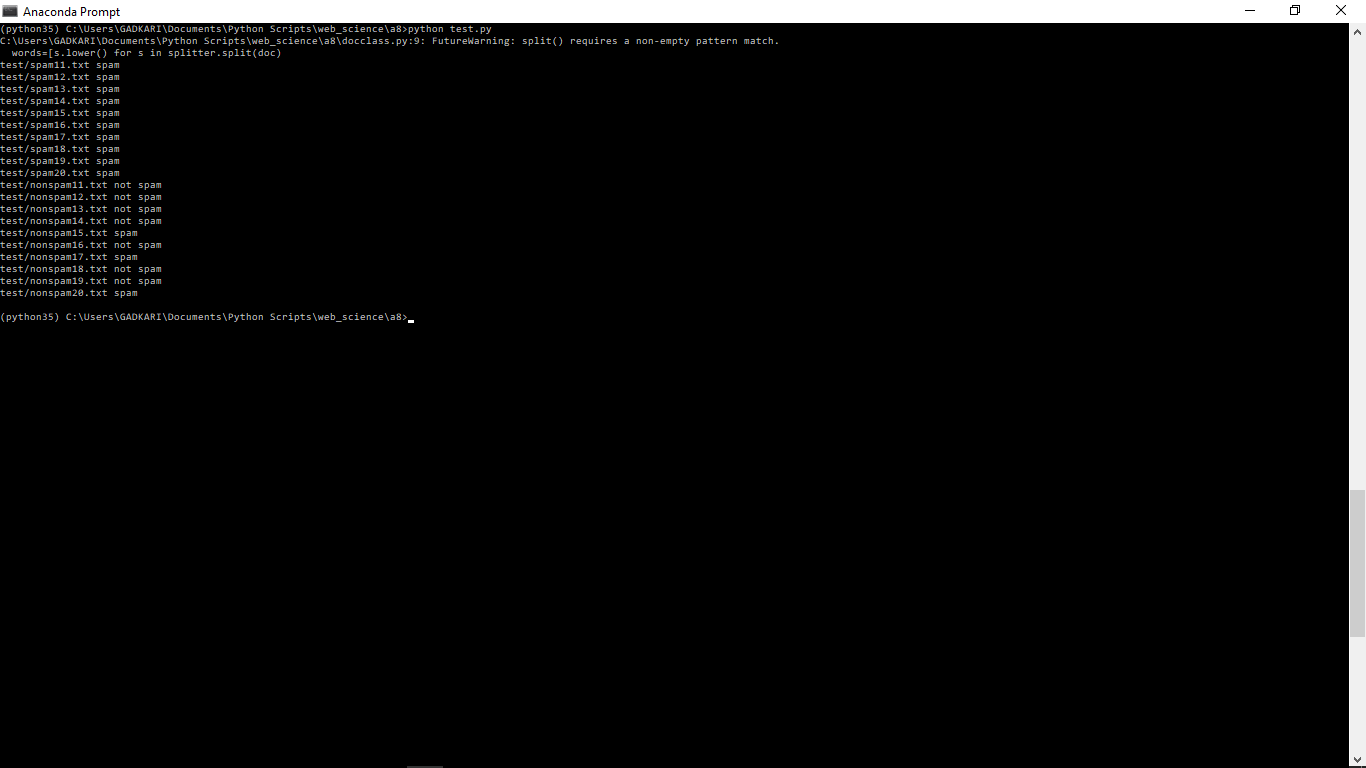 Anaconda Prompt
(python35) C:\Users\GADKARI\Documents\Python Scripts\web_science\a8>python test.py
C:\Users\GADKARI\Documents\Python Scripts\web_science\a8\docclass.py:9: FutureWarning: split() requires a non-empty pattern match.
  words=[s.lower() for s in splitter.split(doc)
test/spam11.txt spam
test/spam12.txt spam
test/spam13.txt spam
test/spam14.txt spam
test/spam15.txt spam
test/spam16.txt spam
test/spam17.txt spam
test/spam18.txt spam
test/spam19.txt spam
test/spam20.txt spam
test/nonspam11.txt not spam
test/nonspam12.txt not spam
test/nonspam13.txt not spam
test/nonspam14.txt not spam
test/nonspam15.txt spam
test/nonspam16.txt not spam
test/nonspam17.txt spam
test/nonspam18.txt not spam
test/nonspam19.txt not spam
test/nonspam20.txt spam
(python35) C:\Users\GADKARI\Documents\Python Scripts\web_science\a8>